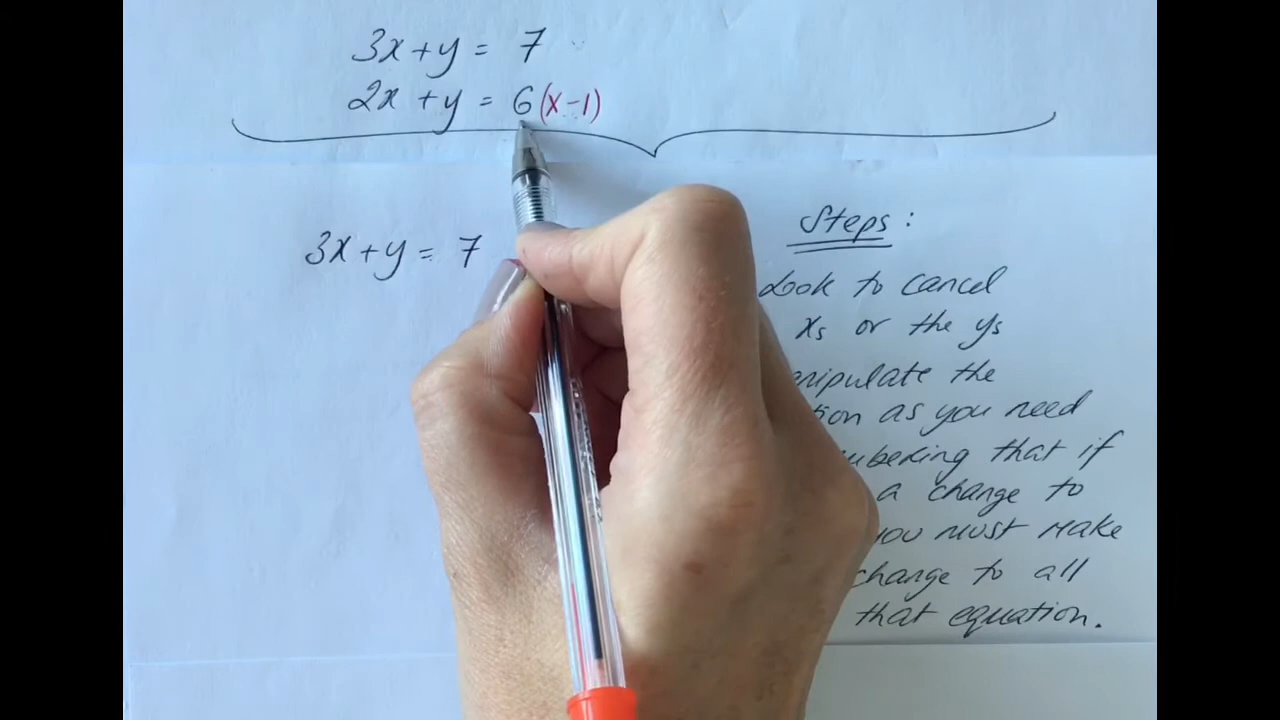 3x + y = 7
2x + y = 6 (x - 1)
3x + y = 7
Steps :
Look to cancel
xs or the ys
the
as you need
that if
a change to
you must make
change to all
that equation.